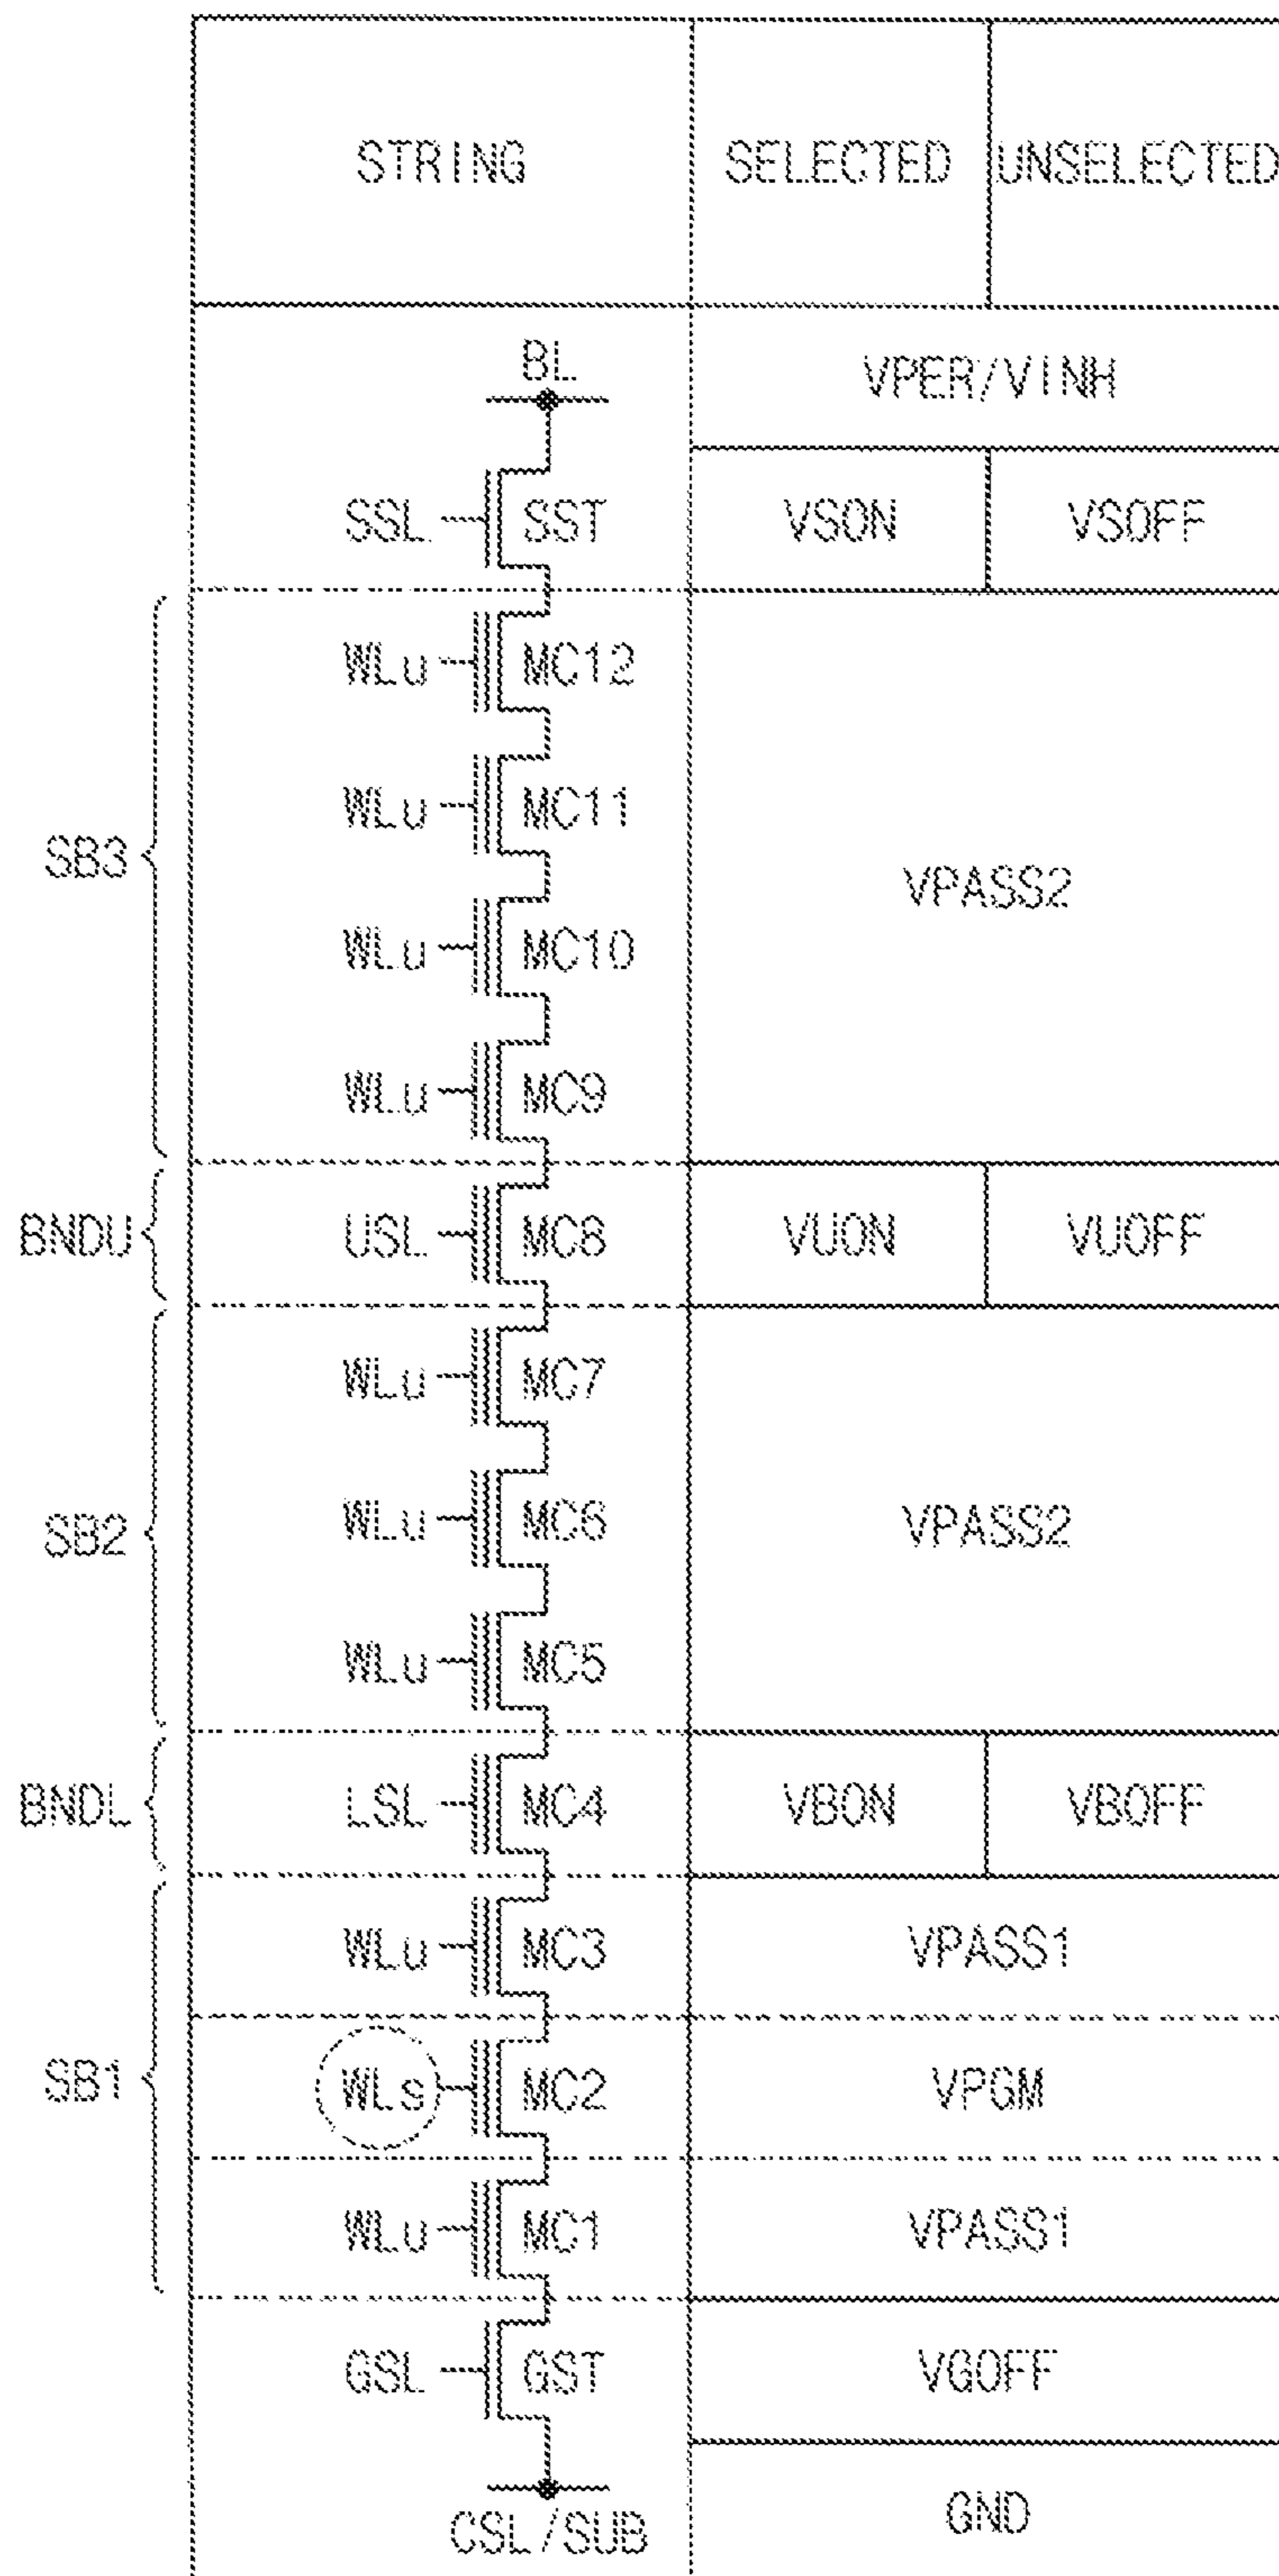 STRING SELECTED UNSELECTED
BL VPER/VINH
SSL SST VSON VSOFF
WLu MC12
WLu MC11
SB3 VPASS2
WLu MC10
WLu MC9
BNDU USL MC8 VUON VUOFF
WLu MC7
SB2 WLu MC6 VPASS2
WLu MC5
BNDL LSL MC4 VBON VBOFF
WLu MC3 VPASS1
SB1 WLs MC2 VPGM
WLu MC1 VPASS1
GSL GST VGOFF
CSL/SUB GND